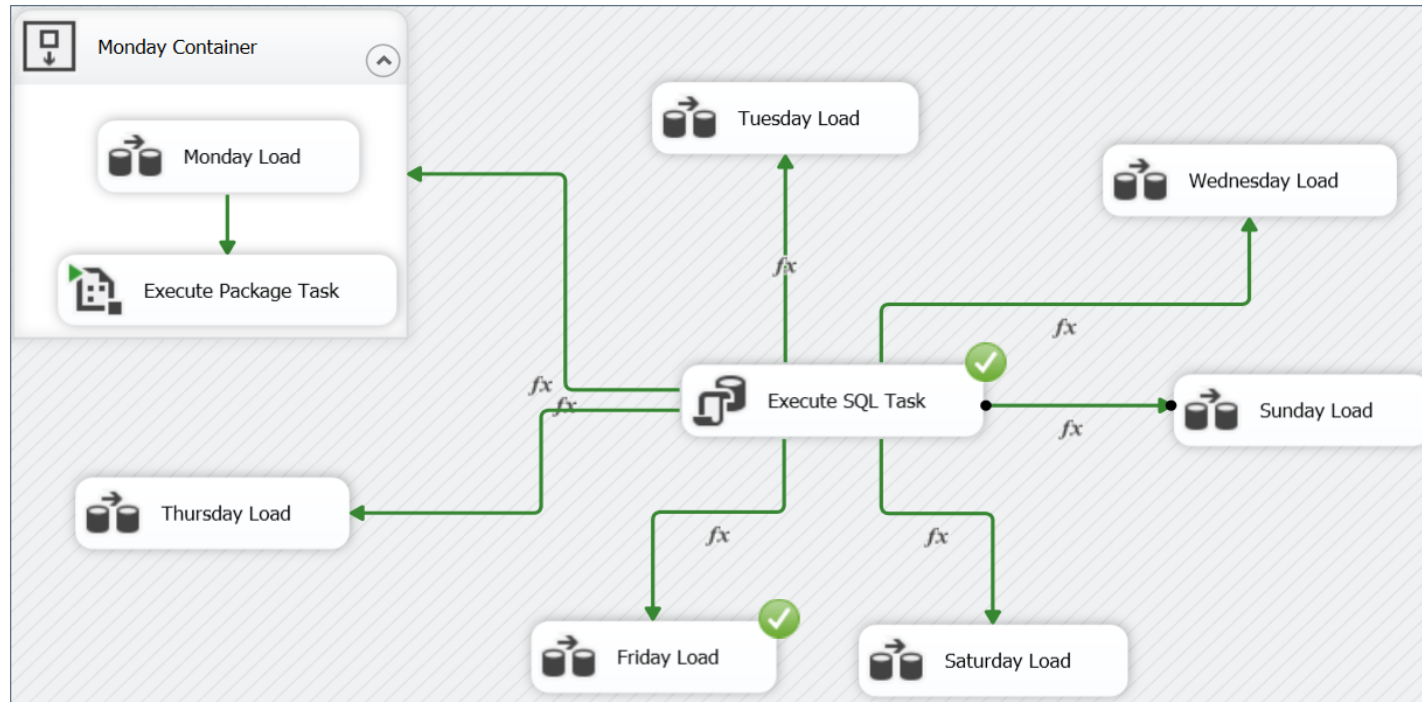 Monday Container
Monday Load
Execute Package Task
Tuesday Load
Wednesday Load
fx
fx
fx
fx
Execute SQL Task
Sunday Load
fx
Thursday Load
fx
fx
Friday Load
Saturday Load